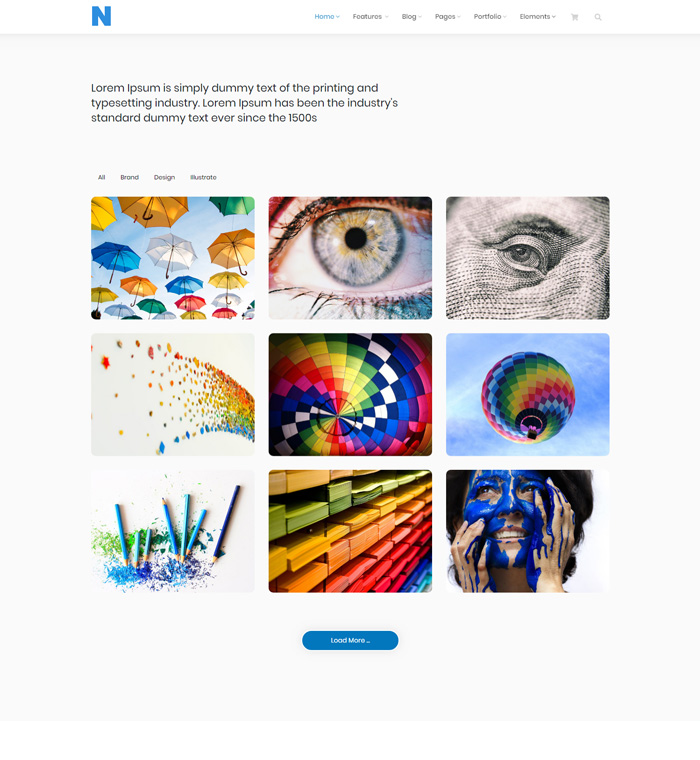 N
Home Features Blog Pages Portfolio Elements
Lorem Ipsum is simply dummy text of the printing and
typesetting industry. Lorem Ipsum has been the industry's
standard dummy text ever since the 1500s
All Brand Design Illustrate
Load More ...